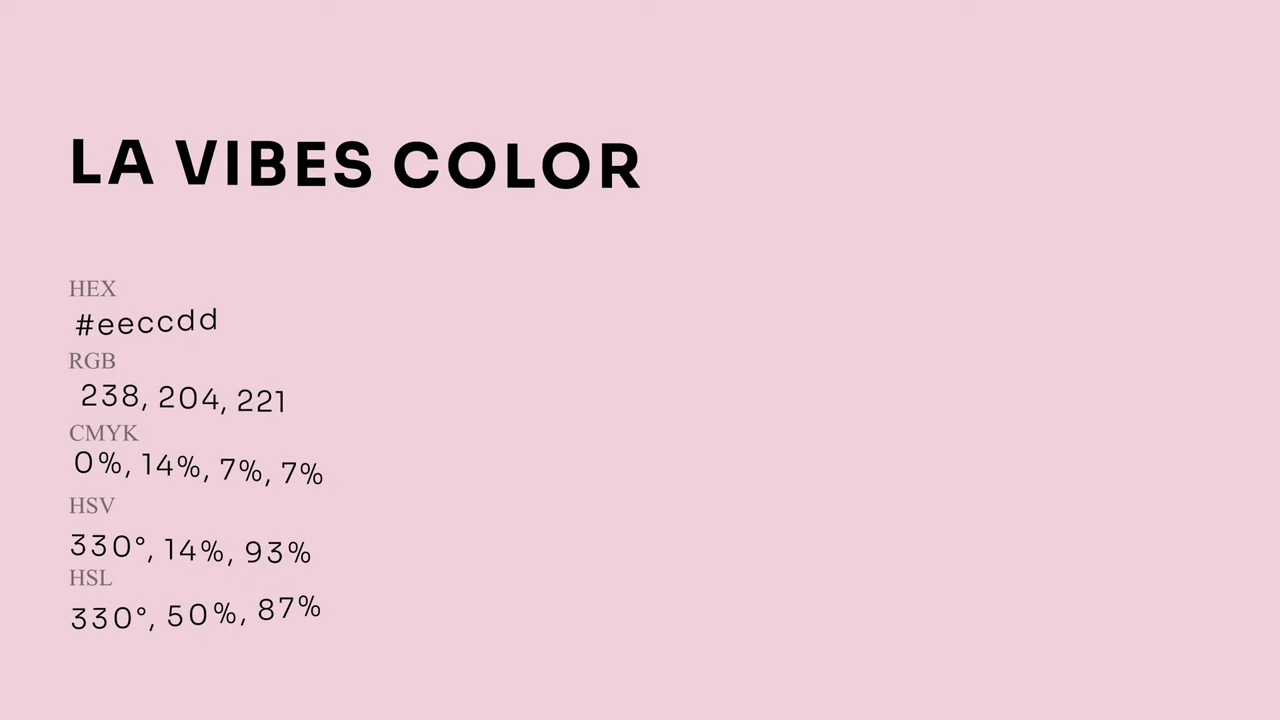 LA VIBES COLOR
HEX
#eeccdd
RGB
238, 204, 221
CMYK
0%, 14%, 7%, 7%
HSV
330°, 14%, 93%
HSL
330°, 50%, 87%